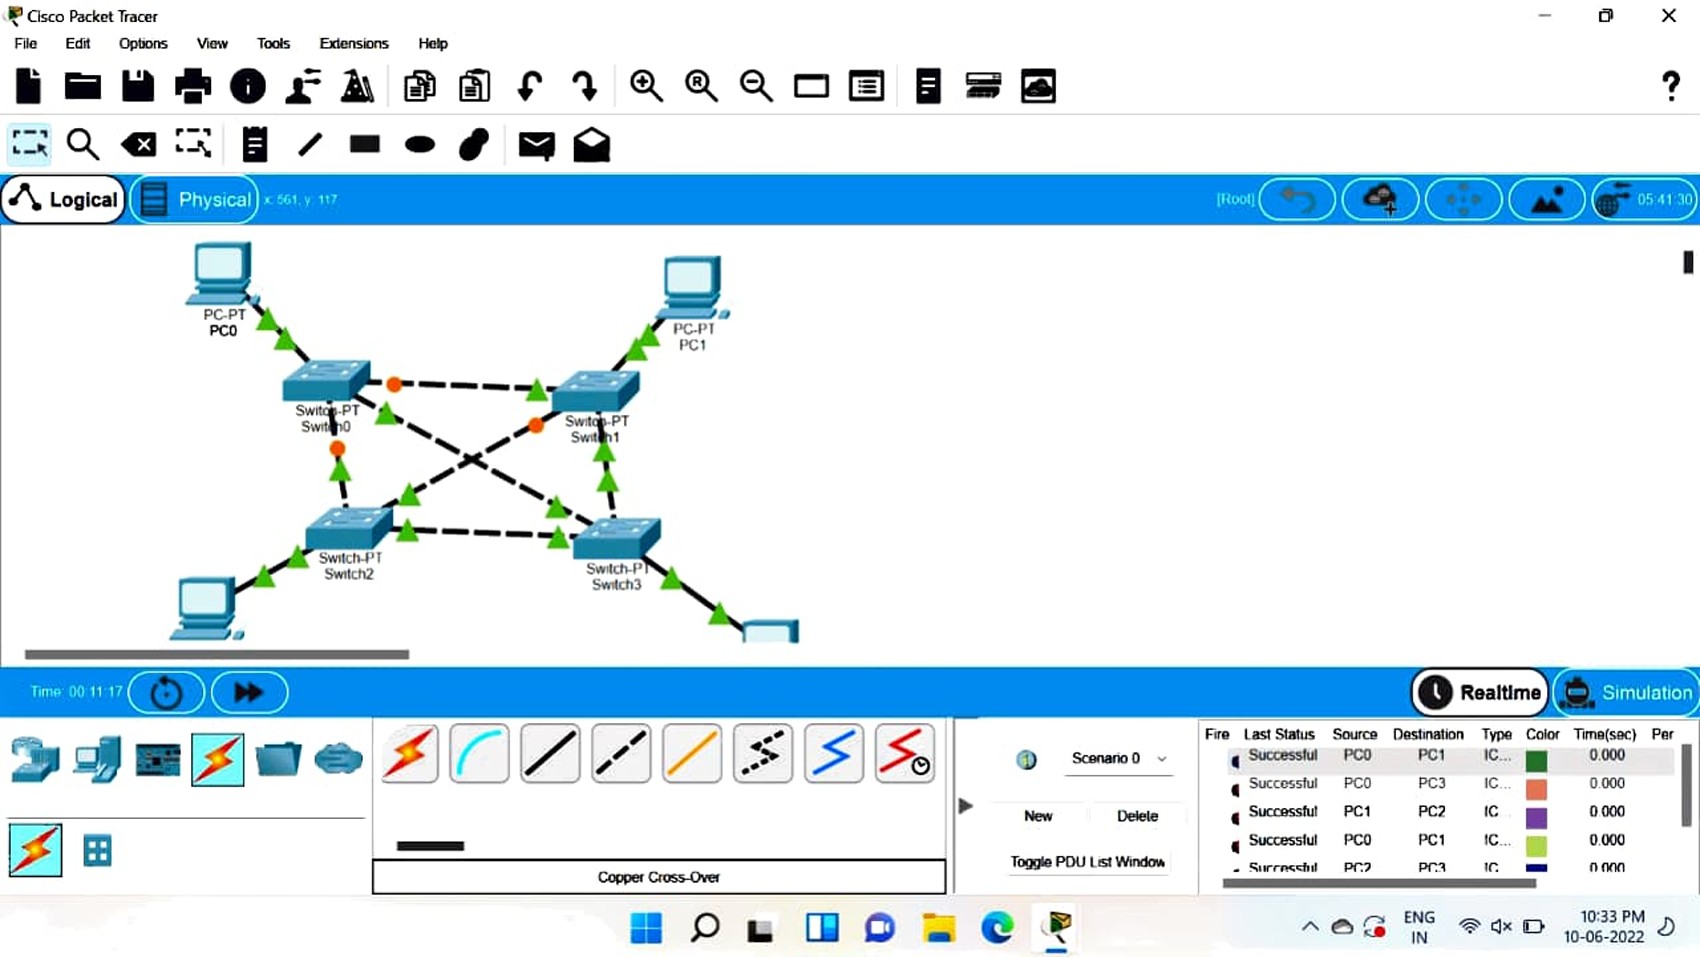 Cisco Packet Tracer
File Edit Options View Tools Extensions Help
Logical Physical x: 561, y: 117 [Root] 05:41:30
PC-PT
PC0
PC-PT
PC1
Switch-PT
Switch0
Switch-PT
Switch1
Switch-PT
Switch2
Switch-PT
Switch3
Time: 00:11:17 Realtime Simulation
Scenario 0
New Delete
Toggle PDU List Window
Copper Cross-Over
Fire Last Status Source Destination Type Color Time(sec) Per
Successful PC0 PC1 IC... 0.000
Successful PC0 PC3 IC... 0.000
Successful PC1 PC2 IC... 0.000
Successful PC0 PC1 IC... 0.000
Successful PC2 PC3 IC 0.000
ENG
IN
10:33 PM
10-06-2022